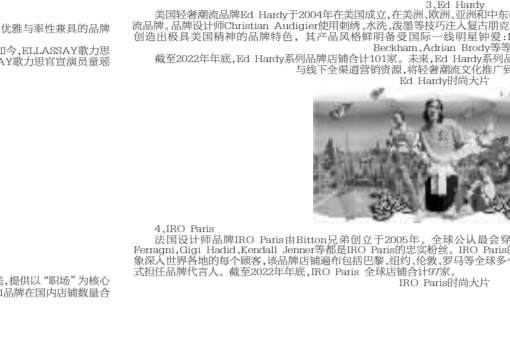 优雅与率性兼具的品牌
如今,ELLASSAY歌力思
AY歌力思官宣演员童瑶
,提供以“职场”为核心
品牌在国内店铺数量合
3、Ed Hardy
美国轻奢潮流品牌Ed Hardy于2004年在美国成立,在美洲、欧洲、亚洲和中东
流品牌。品牌设计师Christian Audigier使用刺绣、水洗、泼墨等技巧注入复古朋克
创造出极具美国精神的品牌特色，其产品风格鲜明备受国际一线明星钟爱:
Beckham,Adrian Brody等
截至2022年年底,Ed Hardy系列品牌店铺合计101家。未来,Ed Hardy系列品
与线下全渠道营销资源,将轻奢潮流文化推广到
Ed Hardy时尚大片
4、IRO Paris
法国设计师品牌IRO Paris由Bitton兄弟创立于2005年。全球公认最会穿
Ferragni,Gigi Hadid,Kendall Jenner等都是IRO Paris的忠实粉丝。IRO Paris的
象深入世界各地的每个顾客,该品牌店铺遍布包括巴黎、纽约、伦敦、罗马等全球多个
式担任品牌代言人。截至2022年年底,IRO Paris 全球店铺合计97家。
IRO Paris时尚大片